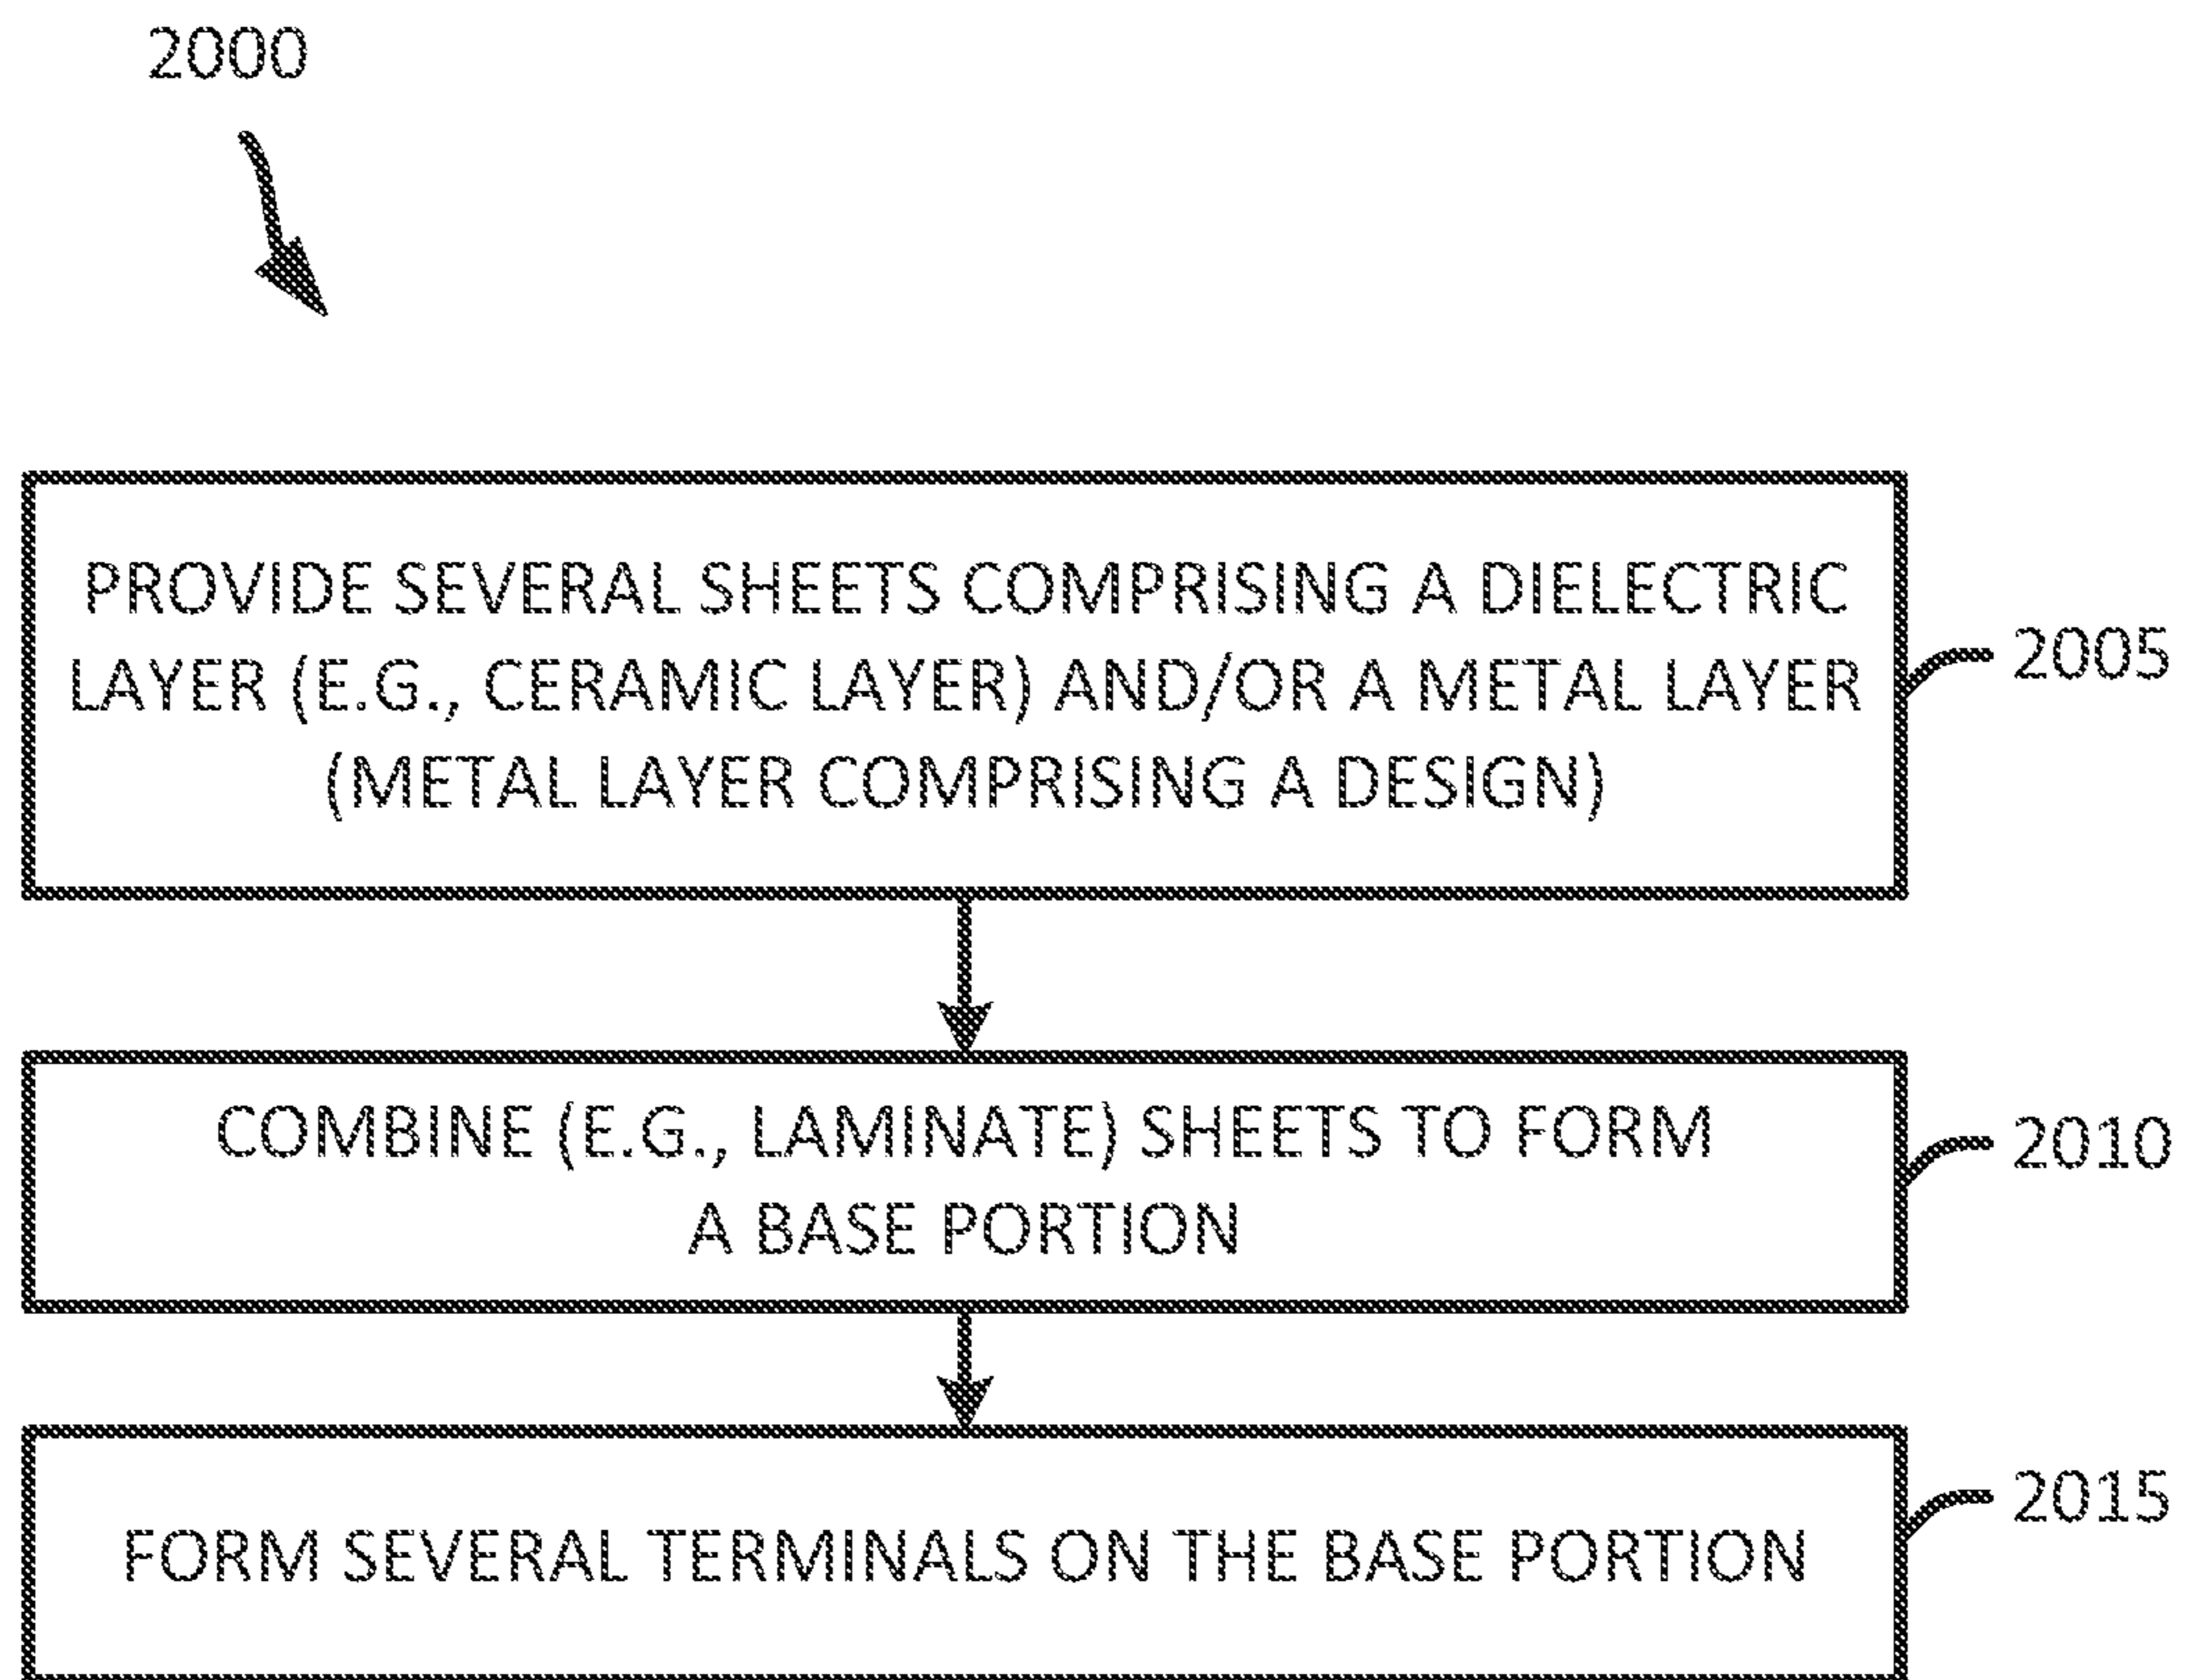 2000
PROVIDE SEVERAL SHEETS COMPRISING A DIELECTRIC
LAYER (E.G., CERAMIC LAYER) AND/OR A METAL LAYER
(METAL LAYER COMPRISING A DESIGN)
2005
COMBINE (E.G., LAMINATE) SHEETS TO FORM
A BASE PORTION
2010
FORM SEVERAL TERMINALS ON THE BASE PORTION
2015